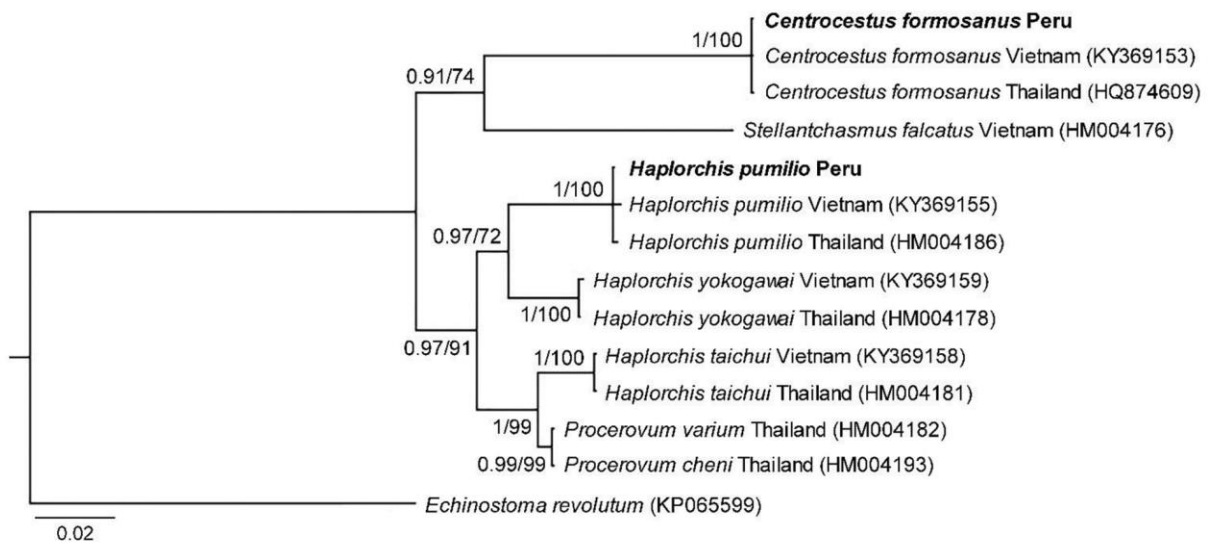 Centrocestus formosanus Peru
1/100
Centrocestus formosanus Vietnam (KY369153)
0.91/74
Centrocestus formosanus Thailand (HQ874609)
Stellantchasmus falcatus Vietnam (HM004176)
Haplorchis pumilio Peru
1/100
Haplorchis pumilio Vietnam (KY369155)
0.97/72
Haplorchis pumilio Thailand (HM004186)
Haplorchis yokogawai Vietnam (KY369159)
1/100
Haplorchis yokogawai Thailand (HM004178)
0.97/91
1/100
Haplorchis taichui Vietnam (KY369158)
Haplorchis taichui Thailand (HM004181)
1/99
Procerovum varium Thailand (HM004182)
0.99/99
Procerovum cheni Thailand (HM004193)
Echinostoma revolutum (KP065599)
0.02